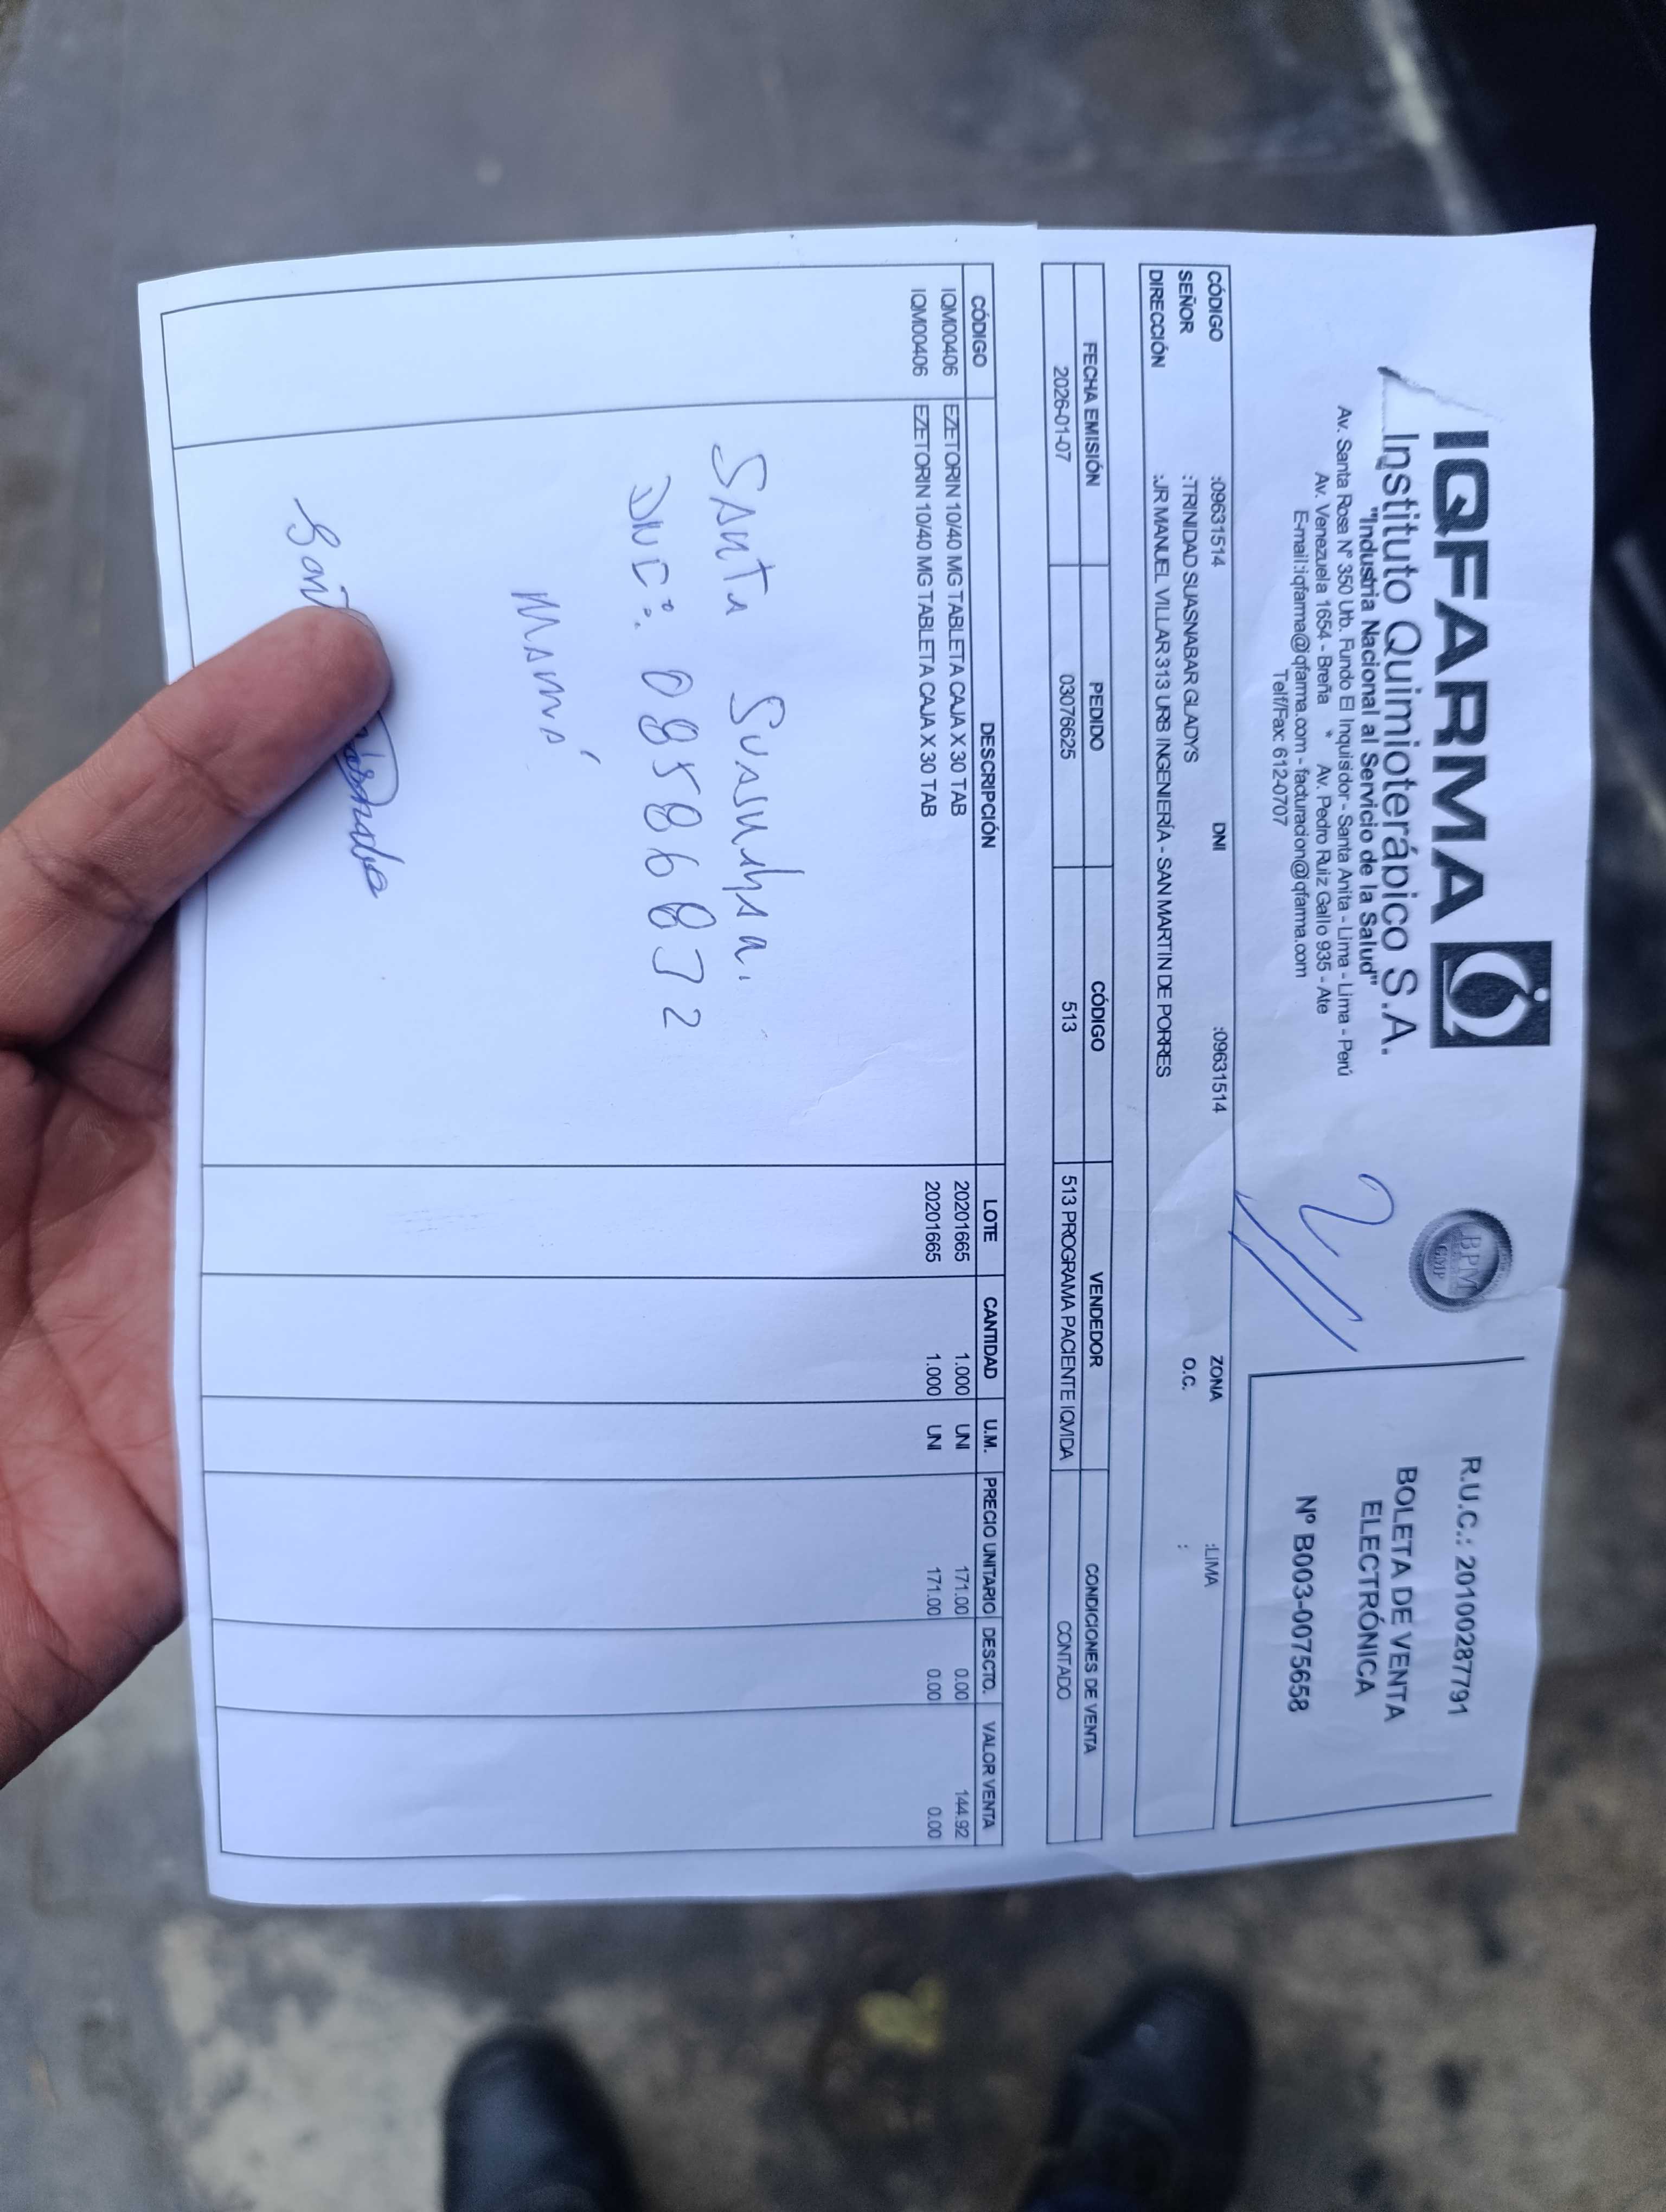 IQFARMA
Instituto Quimioterápico S.A.
"Industria Nacional al Servicio de la Salud"
Av. Santa Rosa Nº 350 Urb. Fundo El Inquisidor - Santa Anita - Lima - Lima - Perú
Av. Venezuela 1654 - Breña * Av. Pedro Ruiz Gallo 935 - Ate
E-mail:iqfarma@iqfarma.com - facturacion@iqfarma.com
Telf/Fax: 612-0707
BPM
GMP
R.U.C.: 20100287791
BOLETA DE VENTA
ELECTRÓNICA
Nº B003-0075658
CÓDIGO :09631514 DNI :09631514 ZONA :LIMA
SEÑOR :TRINIDAD SUASNABAR GLADYS O.C. :
DIRECCIÓN :JR MANUEL VILLAR 313 URB INGENIERÍA - SAN MARTIN DE PORRES
FECHA EMISIÓN PEDIDO CÓDIGO VENDEDOR CONDICIONES DE VENTA
2026-01-07 03076625 513 513 PROGRAMA PACIENTE IQVIDA CONTADO
CÓDIGO DESCRIPCIÓN LOTE CANTIDAD U.M. PRECIO UNITARIO DESCTO. VALOR VENTA
IQM00406 EZETORIN 10/40 MG TABLETA CAJA X 30 TAB 20201665 1.000 UNI 171.00 0.00 144.92
IQM00406 EZETORIN 10/40 MG TABLETA CAJA X 30 TAB 20201665 1.000 UNI 171.00 0.00 0.00
Santa
DNI: 08586872
MAMÁ